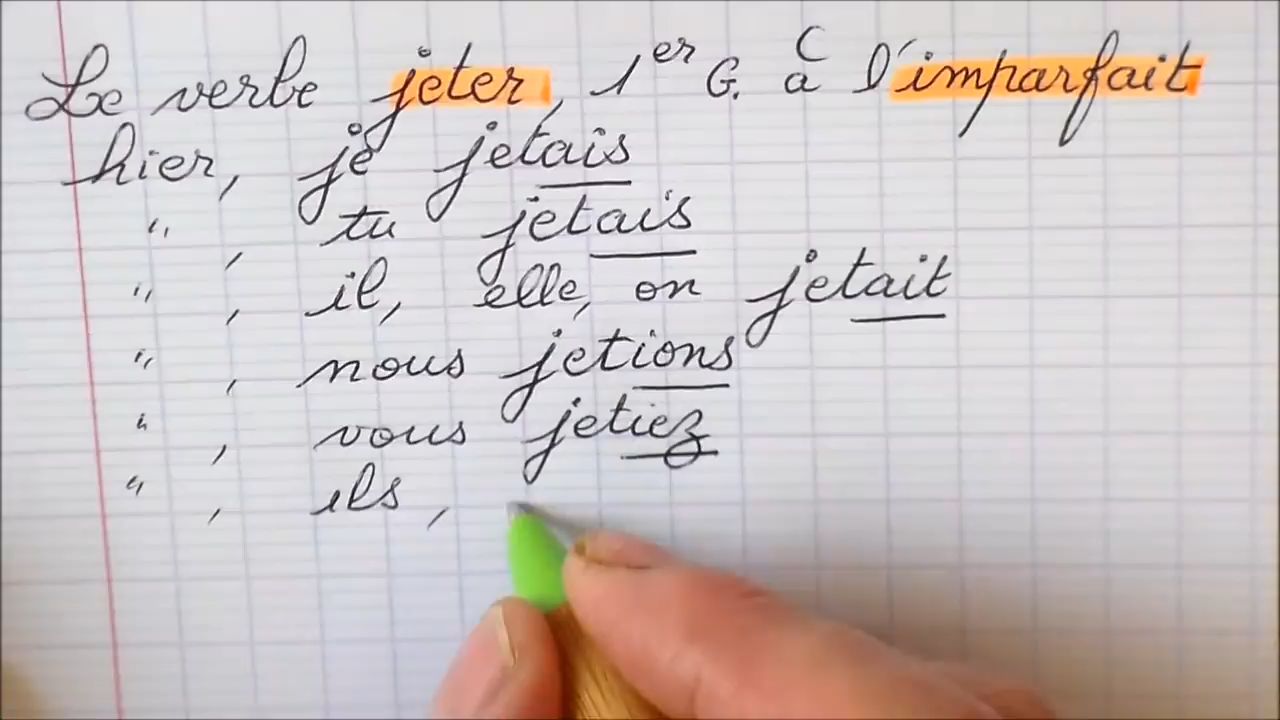 Le verbe jeter, 1er G. à l'imparfait
hier, je jetais
" , tu jetais
" , il, elle, on jetait
" , nous jetions
" , vous jetiez
" , ils,